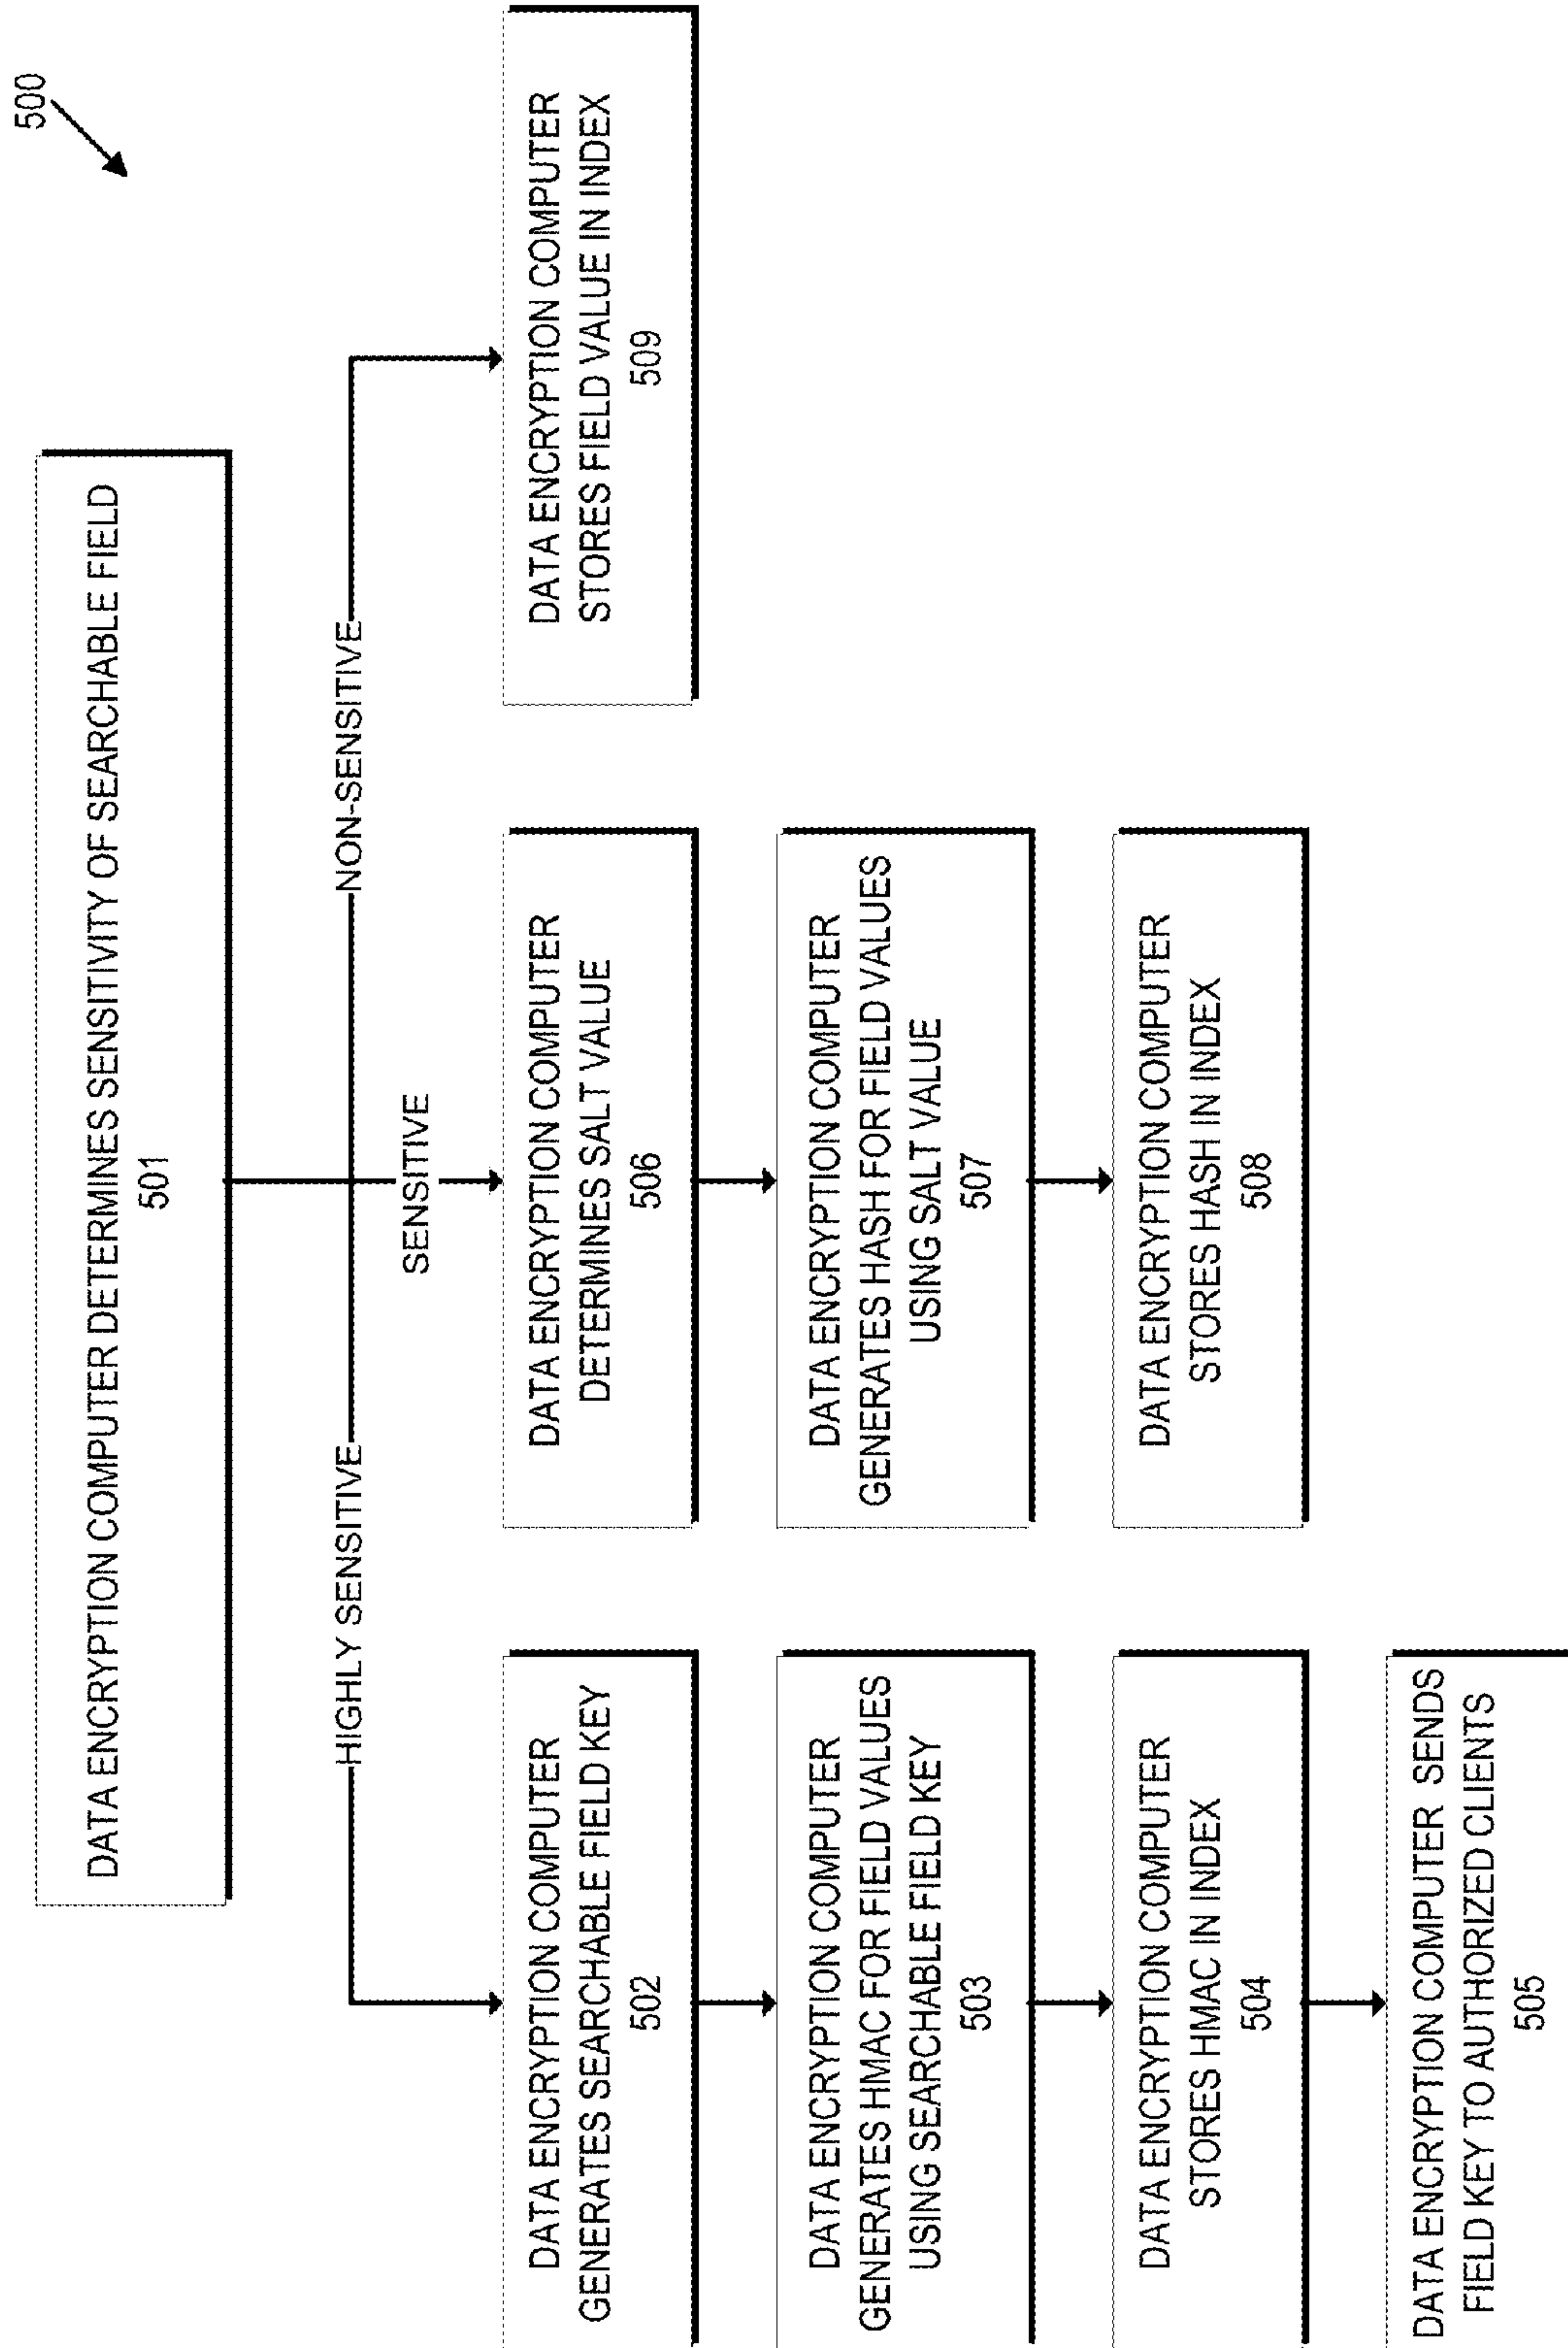 500
DATA ENCRYPTION COMPUTER DETERMINES SENSITIVITY OF SEARCHABLE FIELD
501
HIGHLY SENSITIVE
SENSITIVE
NON-SENSITIVE
DATA ENCRYPTION COMPUTER
GENERATES SEARCHABLE FIELD KEY
502
DATA ENCRYPTION COMPUTER
GENERATES HMAC FOR FIELD VALUES
USING SEARCHABLE FIELD KEY
503
DATA ENCRYPTION COMPUTER
STORES HMAC IN INDEX
504
DATA ENCRYPTION COMPUTER SENDS
FIELD KEY TO AUTHORIZED CLIENTS
505
DATA ENCRYPTION COMPUTER
DETERMINES SALT VALUE
506
DATA ENCRYPTION COMPUTER
GENERATES HASH FOR FIELD VALUES
USING SALT VALUE
507
DATA ENCRYPTION COMPUTER
STORES HASH IN INDEX
508
DATA ENCRYPTION COMPUTER
STORES FIELD VALUE IN INDEX
509